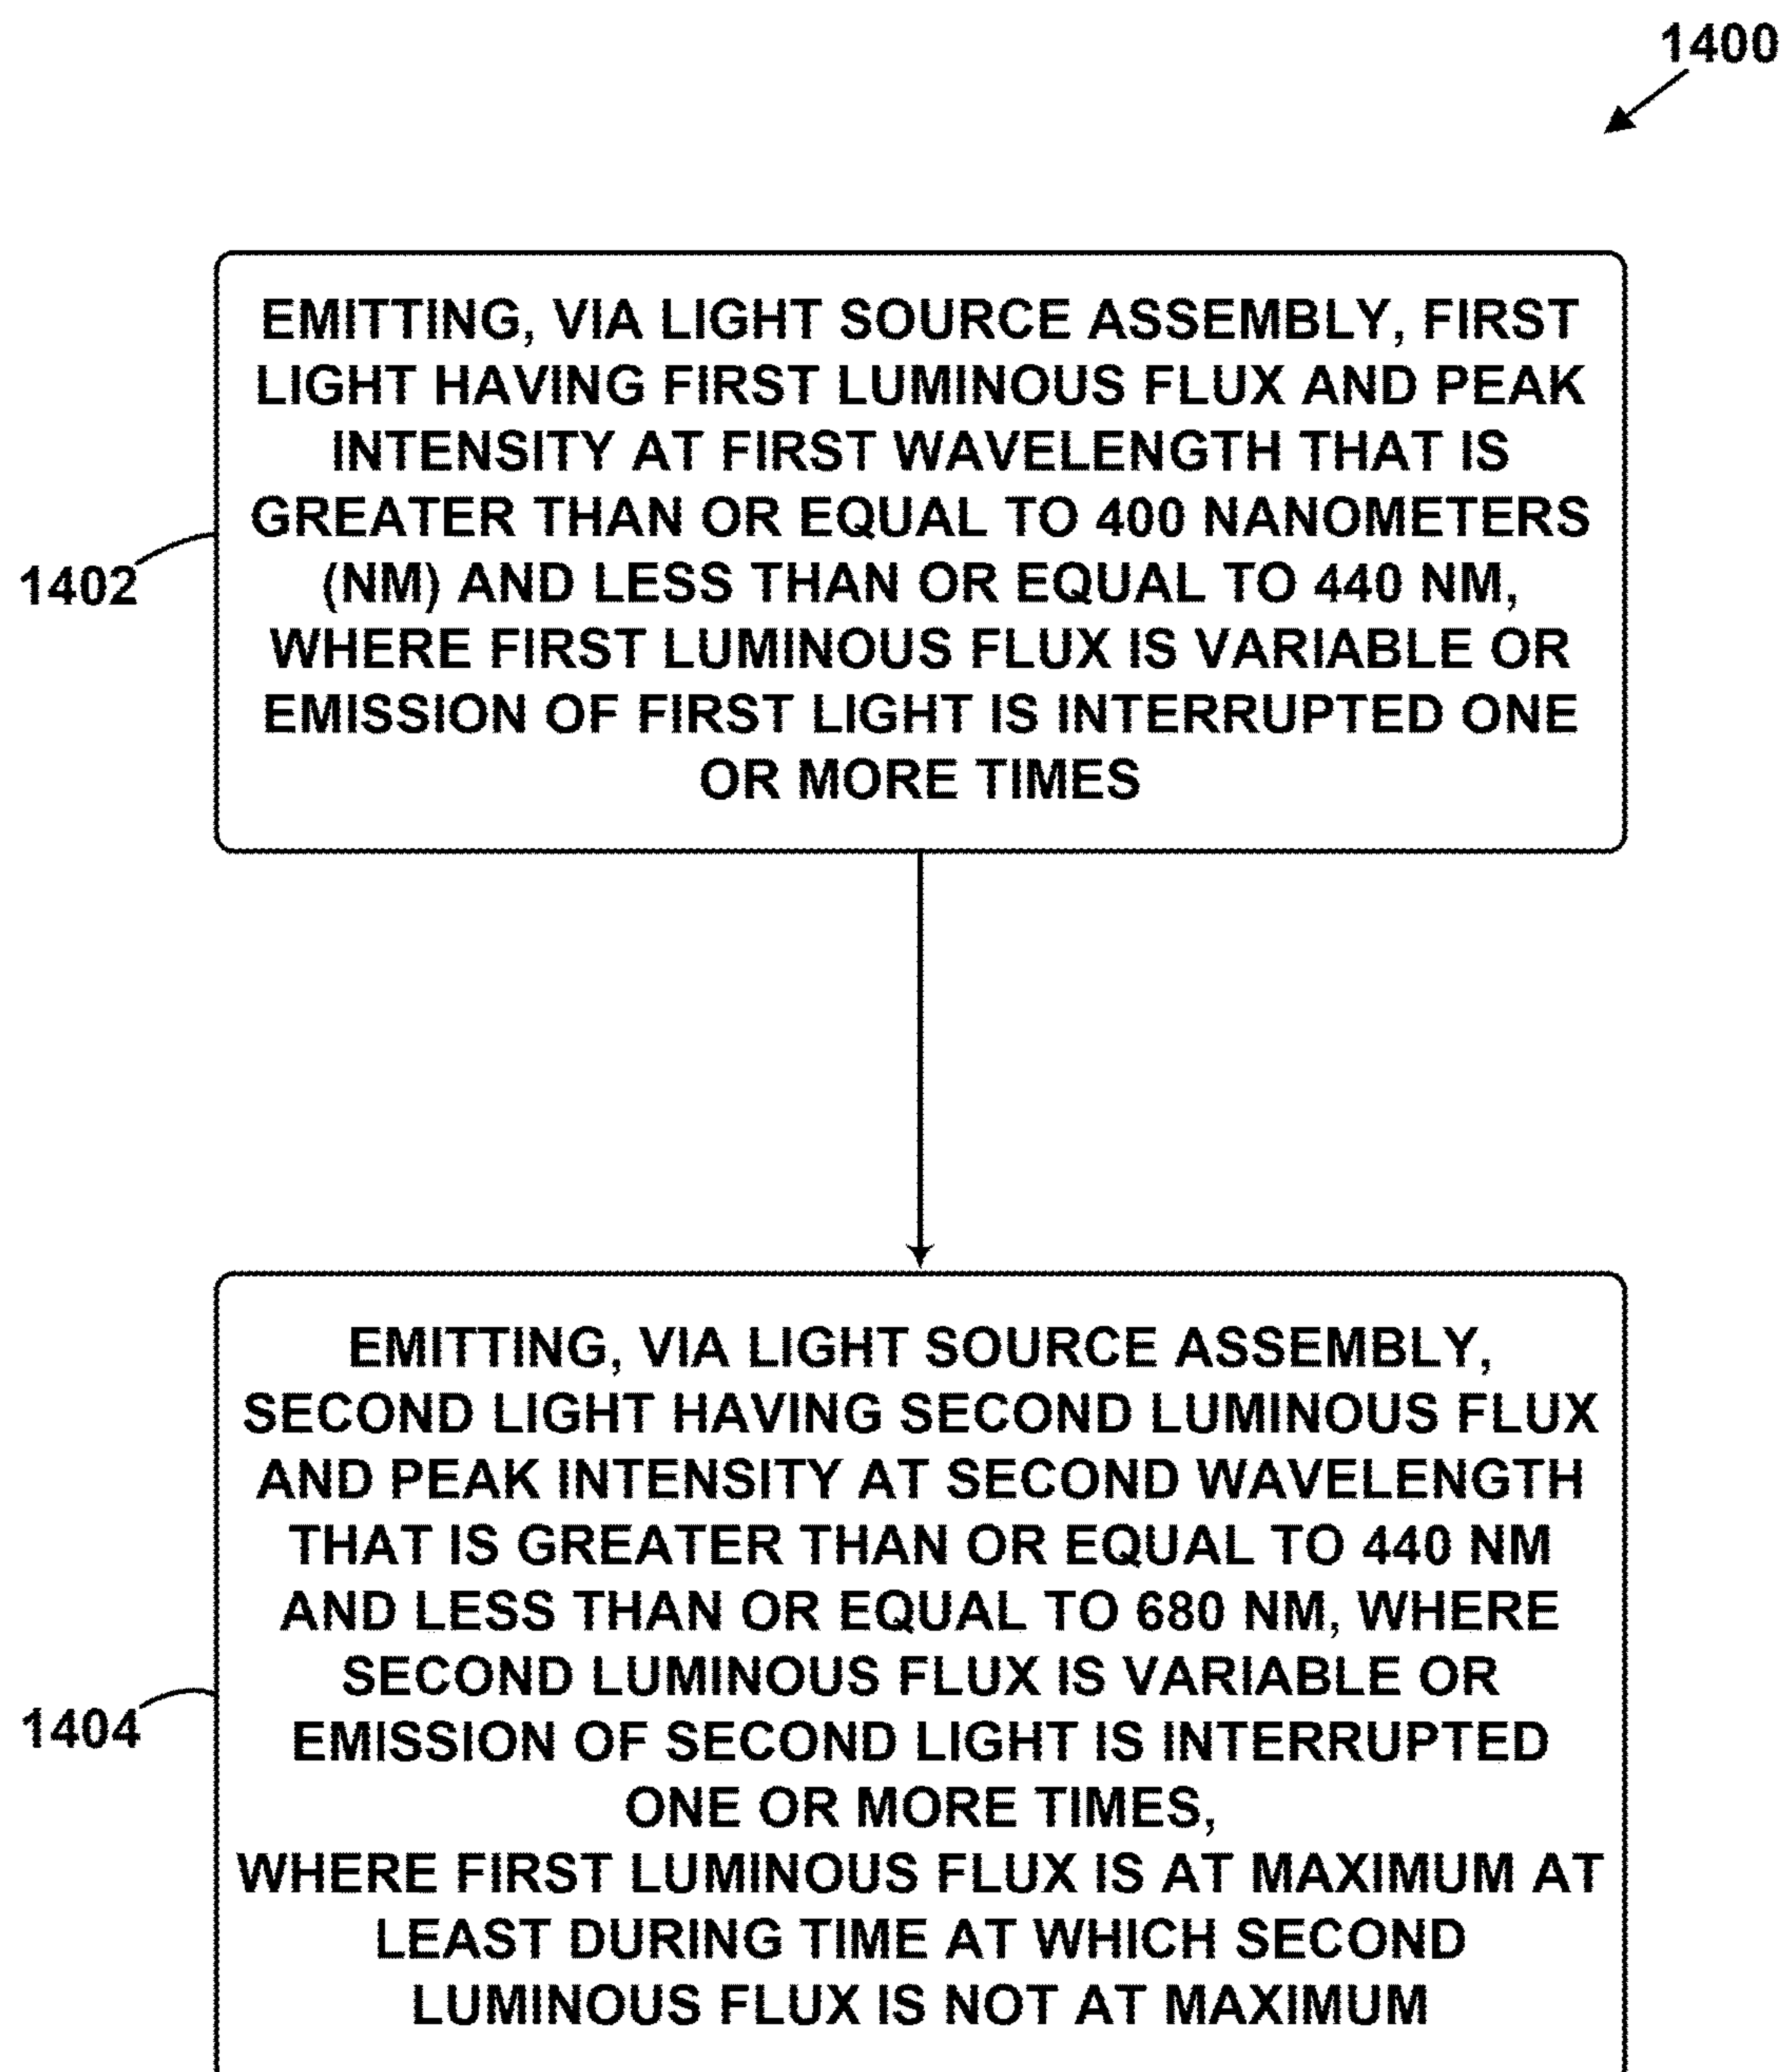 1400
EMITTING, VIA LIGHT SOURCE ASSEMBLY, FIRST
LIGHT HAVING FIRST LUMINOUS FLUX AND PEAK
INTENSITY AT FIRST WAVELENGTH THAT IS
GREATER THAN OR EQUAL TO 400 NANOMETERS
(NM) AND LESS THAN OR EQUAL TO 440 NM,
WHERE FIRST LUMINOUS FLUX IS VARIABLE OR
EMISSION OF FIRST LIGHT IS INTERRUPTED ONE
OR MORE TIMES
1402
EMITTING, VIA LIGHT SOURCE ASSEMBLY,
SECOND LIGHT HAVING SECOND LUMINOUS FLUX
AND PEAK INTENSITY AT SECOND WAVELENGTH
THAT IS GREATER THAN OR EQUAL TO 440 NM
AND LESS THAN OR EQUAL TO 680 NM, WHERE
SECOND LUMINOUS FLUX IS VARIABLE OR
EMISSION OF SECOND LIGHT IS INTERRUPTED
ONE OR MORE TIMES,
WHERE FIRST LUMINOUS FLUX IS AT MAXIMUM AT
LEAST DURING TIME AT WHICH SECOND
LUMINOUS FLUX IS NOT AT MAXIMUM
1404